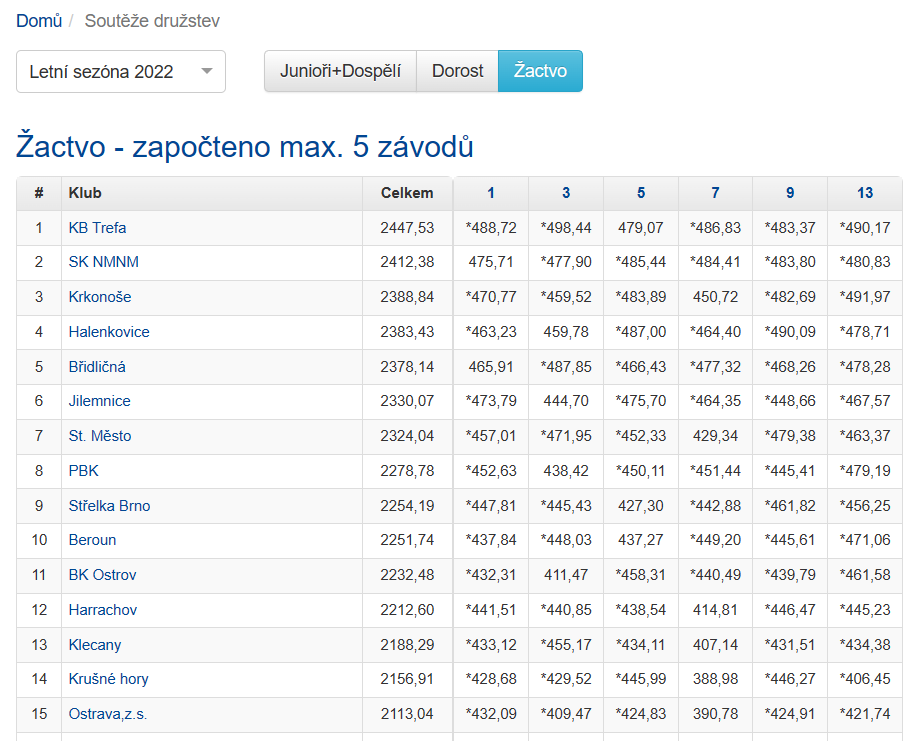 Domů / Soutěže družstev
Letní sezóna 2022 Junioři+Dospělí Dorost Žactvo
Žactvo - započteno max. 5 závodů
# Klub Celkem 1 3 5 7 9 13
1 KB Trefa 2447,53 *488,72 *498,44 479,07 *486,83 *483,37 *490,17
2 SK NMNM 2412,38 475,71 *477,90 *485,44 *484,41 *483,80 *480,83
3 Krkonoše 2388,84 *470,77 *459,52 *483,89 450,72 *482,69 *491,97
4 Halenkovice 2383,43 *463,23 459,78 *487,00 *464,40 *490,09 *478,71
5 Břidličná 2378,14 465,91 *487,85 *466,43 *477,32 *468,26 *478,28
6 Jilemnice 2330,07 *473,79 444,70 *475,70 *464,35 *448,66 *467,57
7 St. Město 2324,04 *457,01 *471,95 *452,33 429,34 *479,38 *463,37
8 PBK 2278,78 *452,63 438,42 *450,11 *451,44 *445,41 *479,19
9 Střelka Brno 2254,19 *447,81 *445,43 427,30 *442,88 *461,82 *456,25
10 Beroun 2251,74 *437,84 *448,03 437,27 *449,20 *445,61 *471,06
11 BK Ostrov 2232,48 *432,31 411,47 *458,31 *440,49 *439,79 *461,58
12 Harrachov 2212,60 *441,51 *440,85 *438,54 414,81 *446,47 *445,23
13 Klecany 2188,29 *433,12 *455,17 *434,11 407,14 *431,51 *434,38
14 Krušné hory 2156,91 *428,68 *429,52 *445,99 388,98 *446,27 *406,45
15 Ostrava,z.s. 2113,04 *432,09 *409,47 *424,83 390,78 *424,91 *421,74